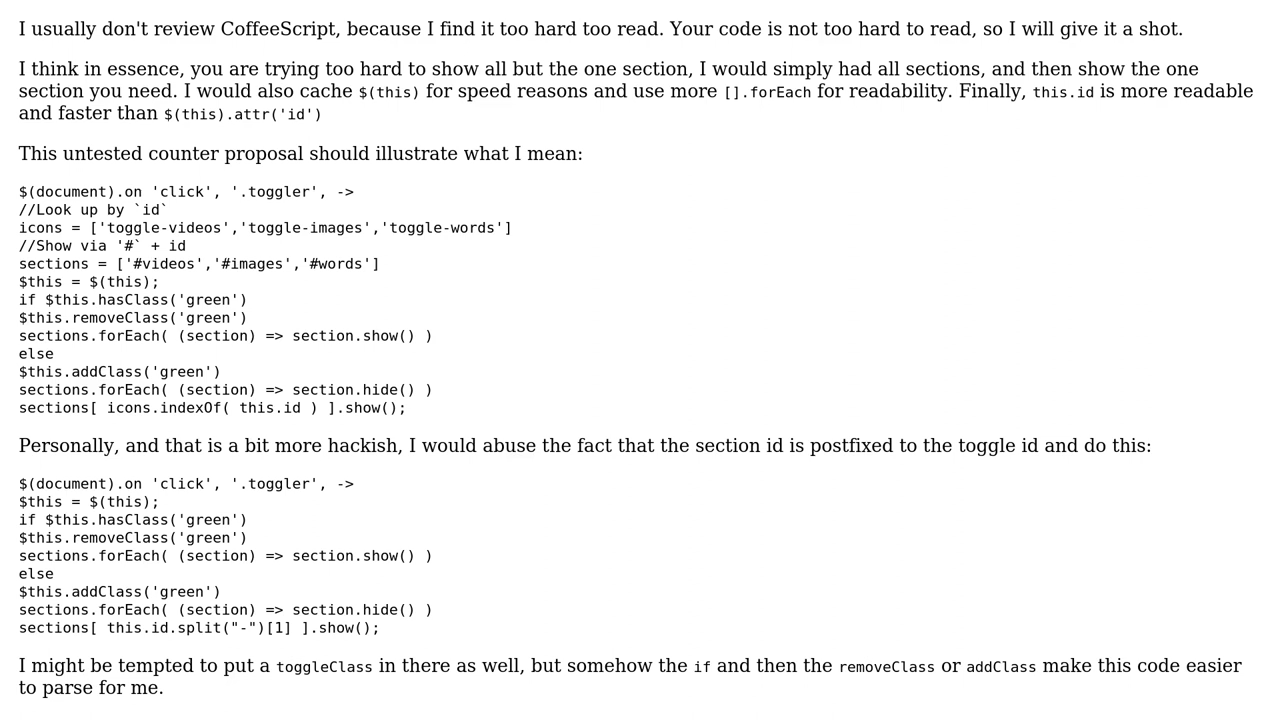 I usually don't review CoffeeScript, because I find it too hard too read. Your code is not too hard to read, so I will give it a shot.
I think in essence, you are trying too hard to show all but the one section, I would simply had all sections, and then show the one
section you need. I would also cache $(this) for speed reasons and use more [].forEach for readability. Finally, this.id is more readable
and faster than $(this).attr('id')
This untested counter proposal should illustrate what I mean:
$(document).on 'click', '.toggler', ->
//Look up by `id`
icons = ['toggle-videos','toggle-images','toggle-words']
//Show via '#` + id
sections = ['#videos','#images','#words']
$this = $(this);
if $this.hasClass('green')
$this.removeClass('green')
sections.forEach( (section) => section.show() )
else
$this.addClass('green')
sections.forEach( (section) => section.hide() )
sections[ icons.indexOf( this.id ) ].show();
Personally, and that is a bit more hackish, I would abuse the fact that the section id is postfixed to the toggle id and do this:
$(document).on 'click', '.toggler', ->
$this = $(this);
if $this.hasClass('green')
$this.removeClass('green')
sections.forEach( (section) => section.show() )
else
$this.addClass('green')
sections.forEach( (section) => section.hide() )
sections[ this.id.split("-")[1] ].show();
I might be tempted to put a toggleClass in there as well, but somehow the if and then the removeClass or addClass make this code easier
to parse for me.